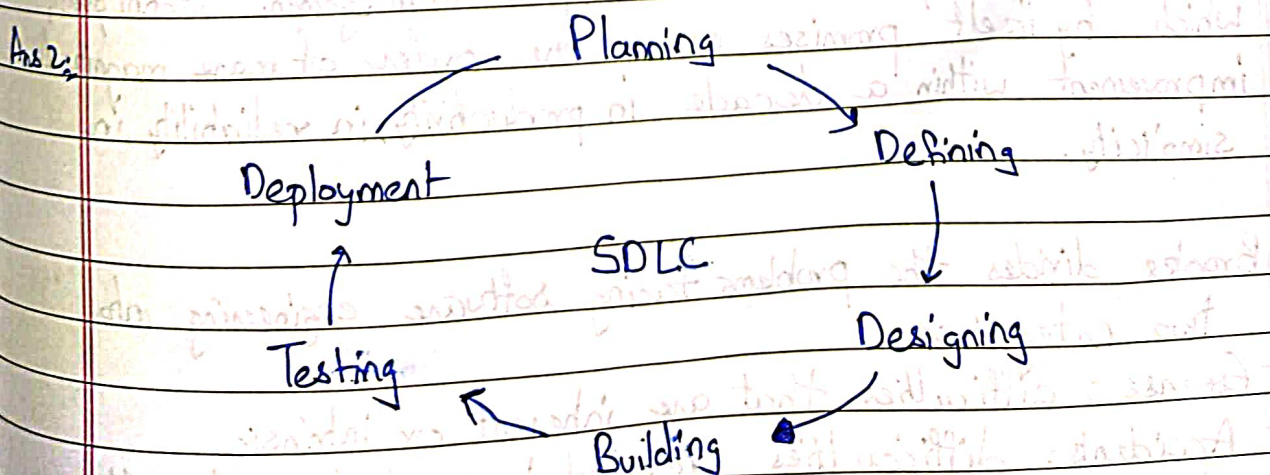 Ans 2:
Planning
Defining
Deployment
SDLC
Designing
Testing
Building